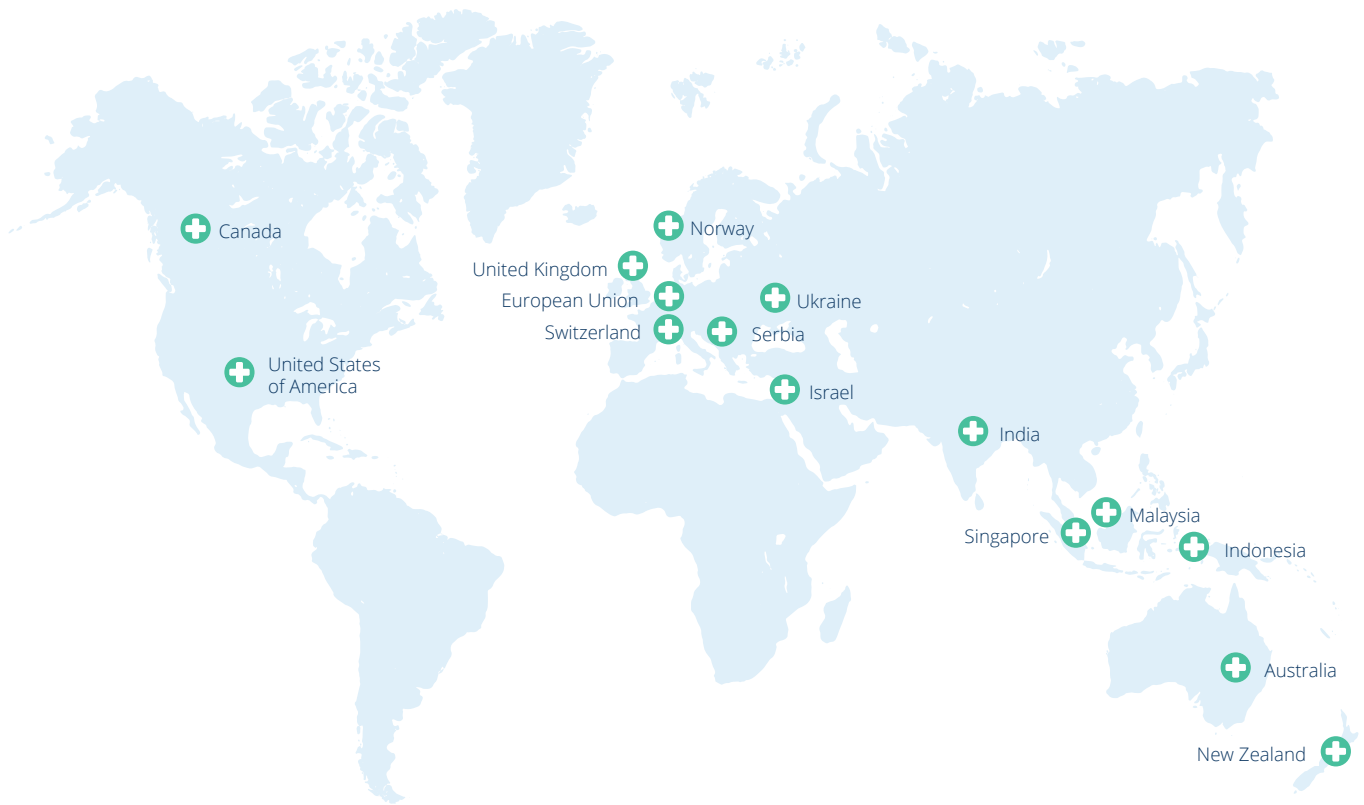 Canada
Norway
United Kingdom
European Union
Ukraine
Switzerland
Serbia
United States
of America
Israel
India
Malaysia
Singapore
Indonesia
Australia
New Zealand